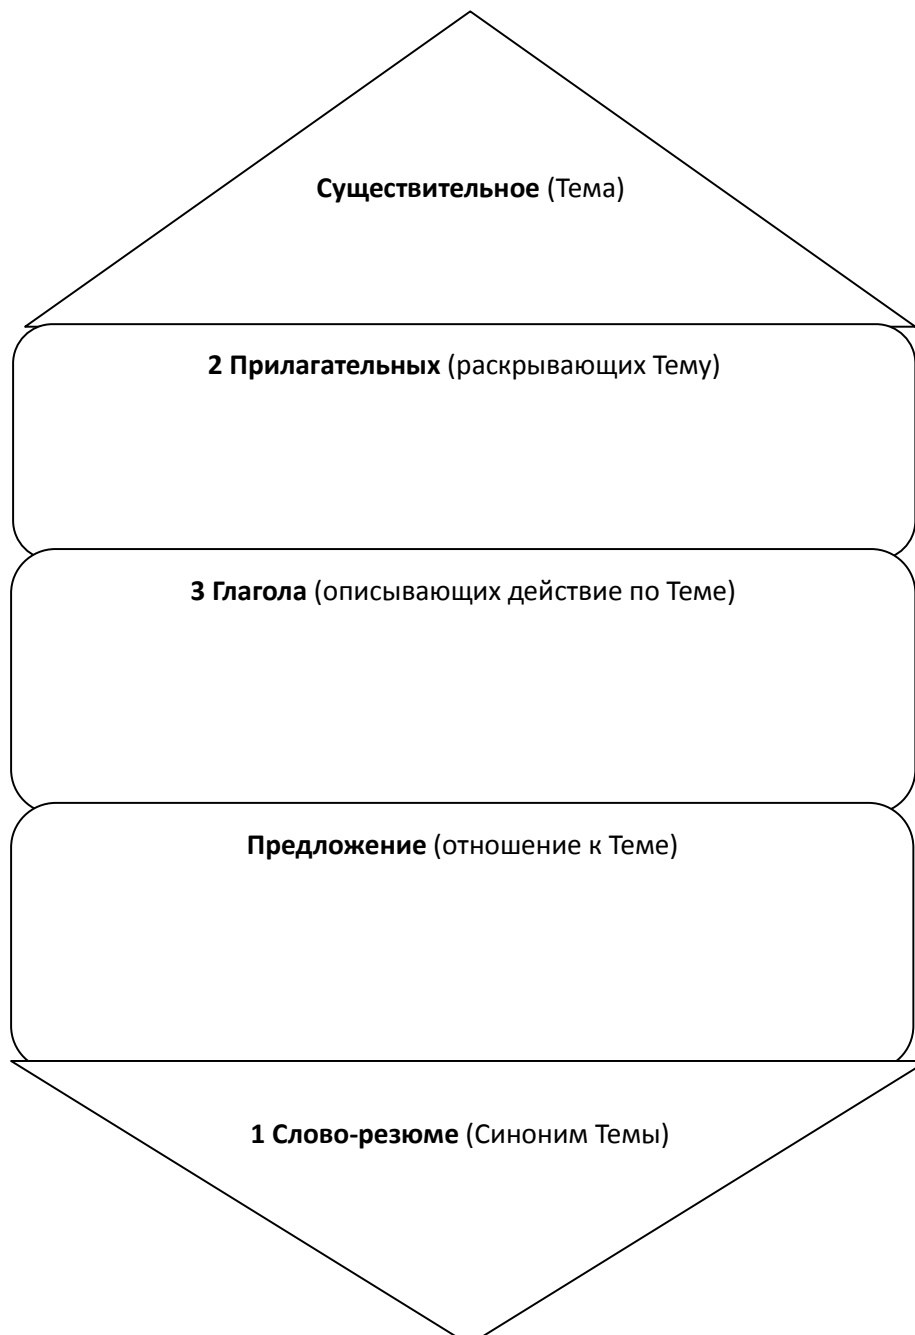 Существительное (Тема)
2 Прилагательных (раскрывающих Тему)
3 Глагола (описывающих действие по Теме)
Предложение (отношение к Теме)
1 Слово-резюме (Синоним Темы)